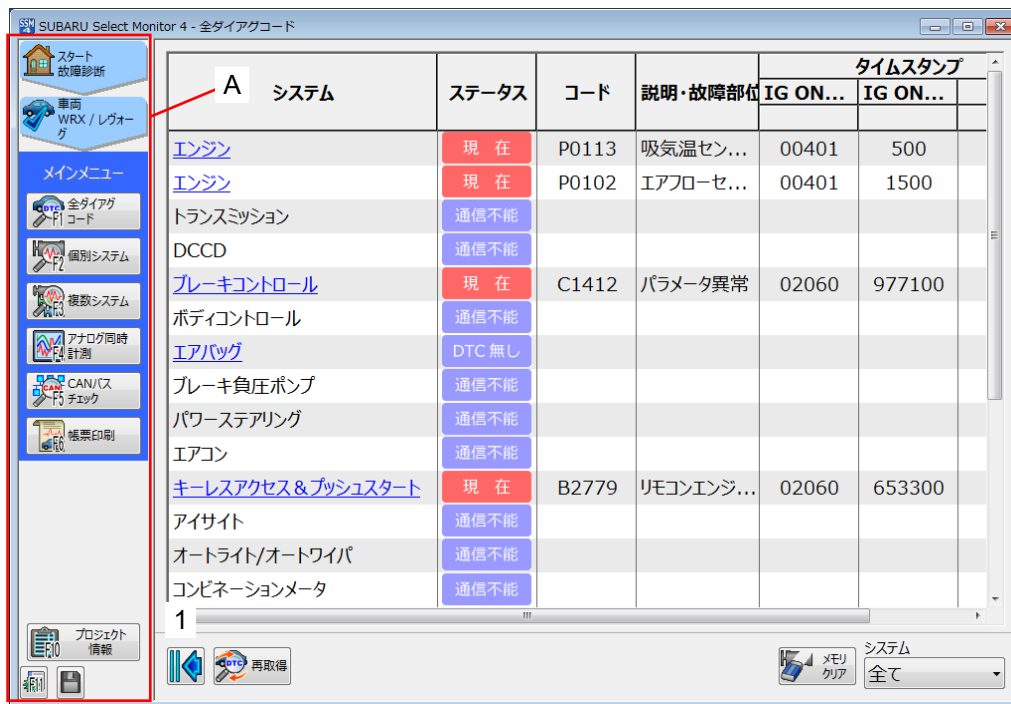 SUBARU Select Monitor 4 - 全ダイアグコード
スタート
故障診断
車両
WRX / レヴォー
グ
メインメニュー
全ダイアグ
F1 コード
F2 個別システム
F3 複数システム
アナログ同時
F4 計測
CANバス
F5 チェック
F6 帳票印刷
プロジェクト
F10 情報
F11
A
1
システム ステータス コード 説明・故障部位 タイムスタンプ
IG ON... IG ON...
エンジン 現 在 P0113 吸気温セン... 00401 500
エンジン 現 在 P0102 エアフローセ... 00401 1500
トランスミッション 通信不能
DCCD 通信不能
ブレーキコントロール 現 在 C1412 パラメータ異常 02060 977100
ボディコントロール 通信不能
エアバッグ DTC 無し
ブレーキ負圧ポンプ 通信不能
パワーステアリング 通信不能
エアコン 通信不能
キーレスアクセス＆プッシュスタート 現 在 B2779 リモコンエンジ... 02060 653300
アイサイト 通信不能
オートライト/オートワイパ 通信不能
コンビネーションメータ 通信不能
DTC 再取得
メモリ
クリア
システム
全て